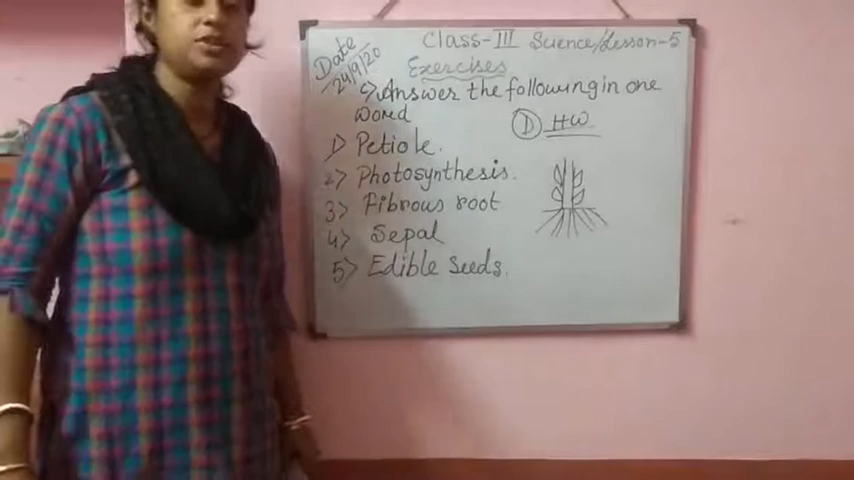 Date
24/9/20
Class-III Science/Lesson-5
Exercises
Answer the following in one
word
D HW
1> Petiole.
2> Photosynthesis.
3> Fibrous root
4> Sepal
5> Edible Seeds.